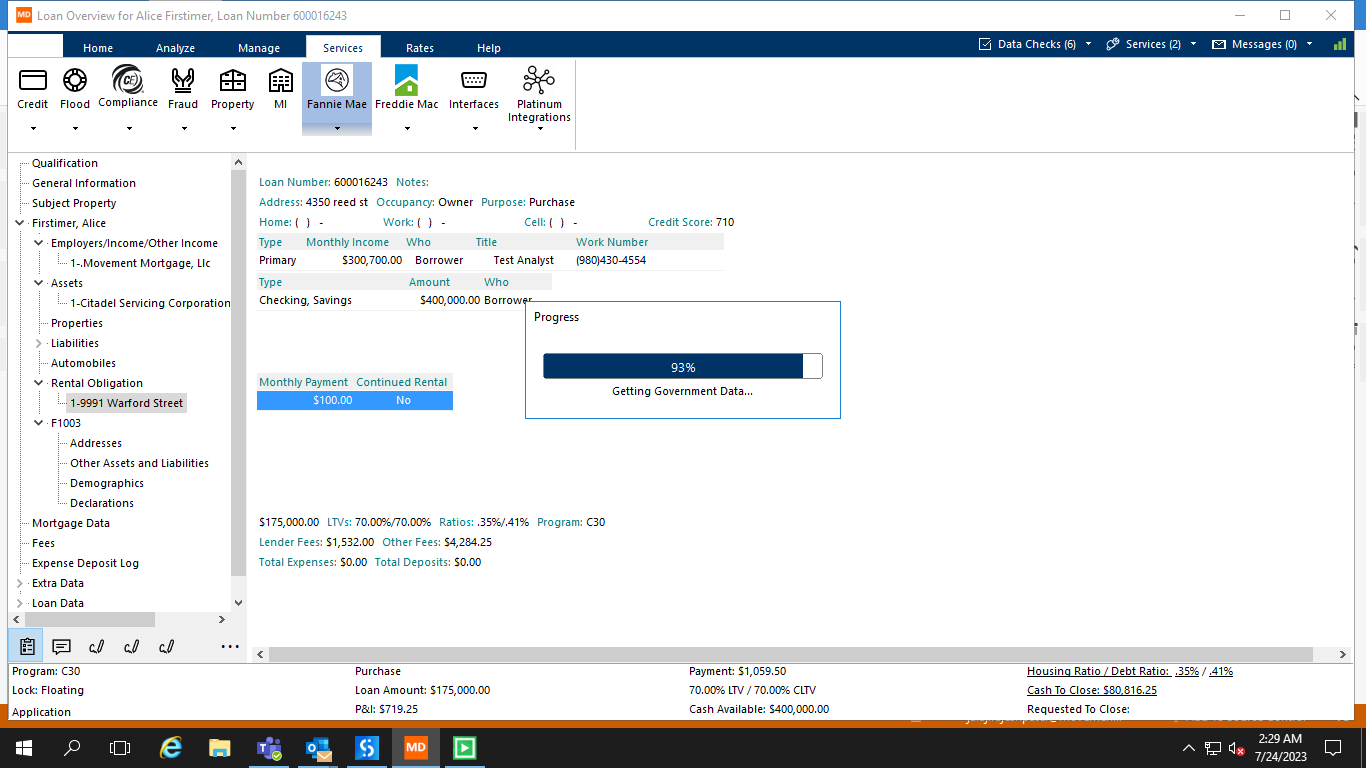 MD Loan Overview for Alice Firstimer, Loan Number 600016243
Home Analyze Manage Services Rates Help Data Checks (6) Services (2) Messages (0)
Credit Flood Compliance Fraud Property MI Fannie Mae Freddie Mac Interfaces Platinum Integrations
Qualification
General Information
Subject Property
Firstimer, Alice
Employers/Income/Other Income
1-.Movement Mortgage, Llc
Assets
1-Citadel Servicing Corporation
Properties
Liabilities
Automobiles
Rental Obligation
1-9991 Warford Street
F1003
Addresses
Other Assets and Liabilities
Demographics
Declarations
Mortgage Data
Fees
Expense Deposit Log
Extra Data
Loan Data
Loan Number: 600016243 Notes:
Address: 4350 reed st Occupancy: Owner Purpose: Purchase
Home: ( ) - Work: ( ) - Cell: ( ) - Credit Score: 710
Type Monthly Income Who Title Work Number
Primary $300,700.00 Borrower Test Analyst (980)430-4554
Type Amount Who
Checking, Savings $400,000.00 Borrower
Progress
93%
Getting Government Data...
Monthly Payment Continued Rental
$100.00 No
$175,000.00 LTVs: 70.00%/70.00% Ratios: .35%/.41% Program: C30
Lender Fees: $1,532.00 Other Fees: $4,284.25
Total Expenses: $0.00 Total Deposits: $0.00
Program: C30 Purchase Payment: $1,059.50 Housing Ratio / Debt Ratio: .35% / .41%
Lock: Floating Loan Amount: $175,000.00 70.00% LTV / 70.00% CLTV Cash To Close: $80,816.25
Application P&I: $719.25 Cash Available: $400,000.00 Requested To Close:
MD
2:29 AM
7/24/2023